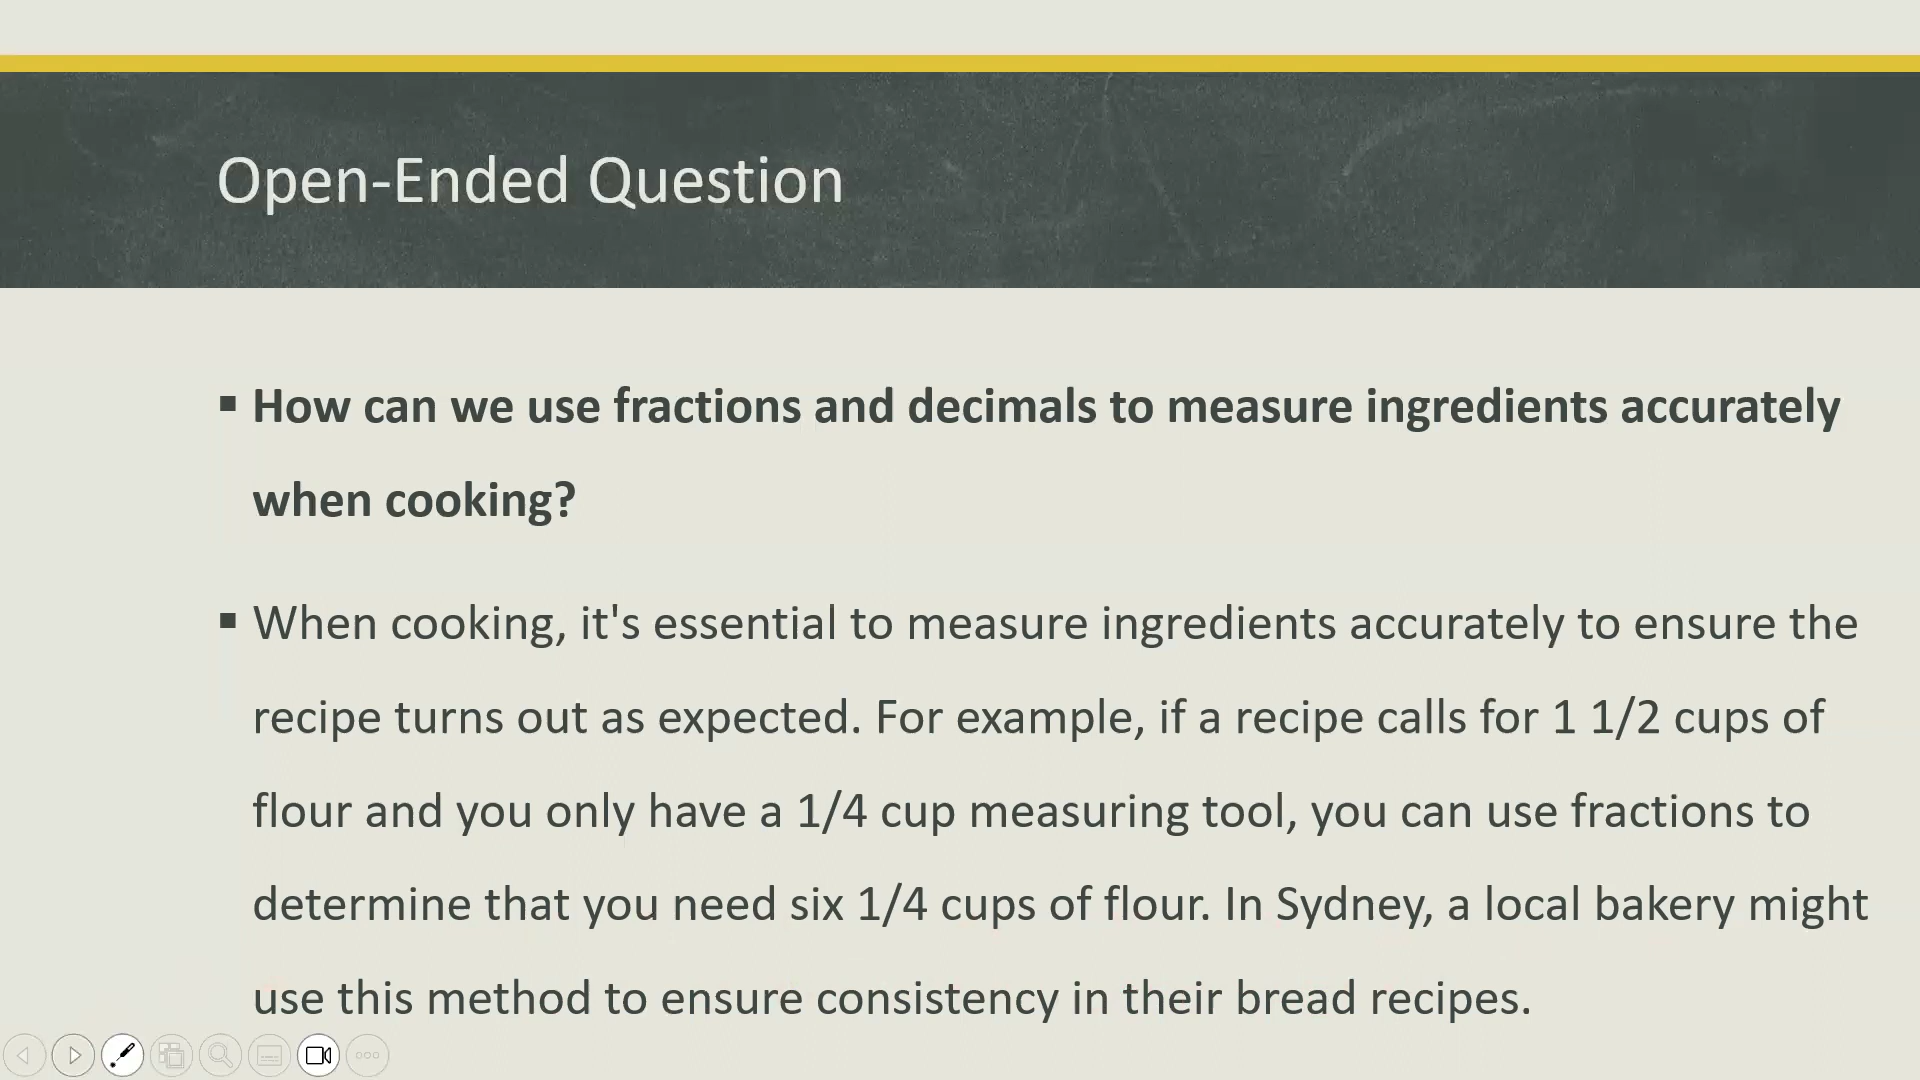 Open-Ended Question
▪ How can we use fractions and decimals to measure ingredients accurately
when cooking?
▪ When cooking, it's essential to measure ingredients accurately to ensure the
recipe turns out as expected. For example, if a recipe calls for 1 1/2 cups of
flour and you only have a 1/4 cup measuring tool, you can use fractions to
determine that you need six 1/4 cups of flour. In Sydney, a local bakery might
use this method to ensure consistency in their bread recipes.